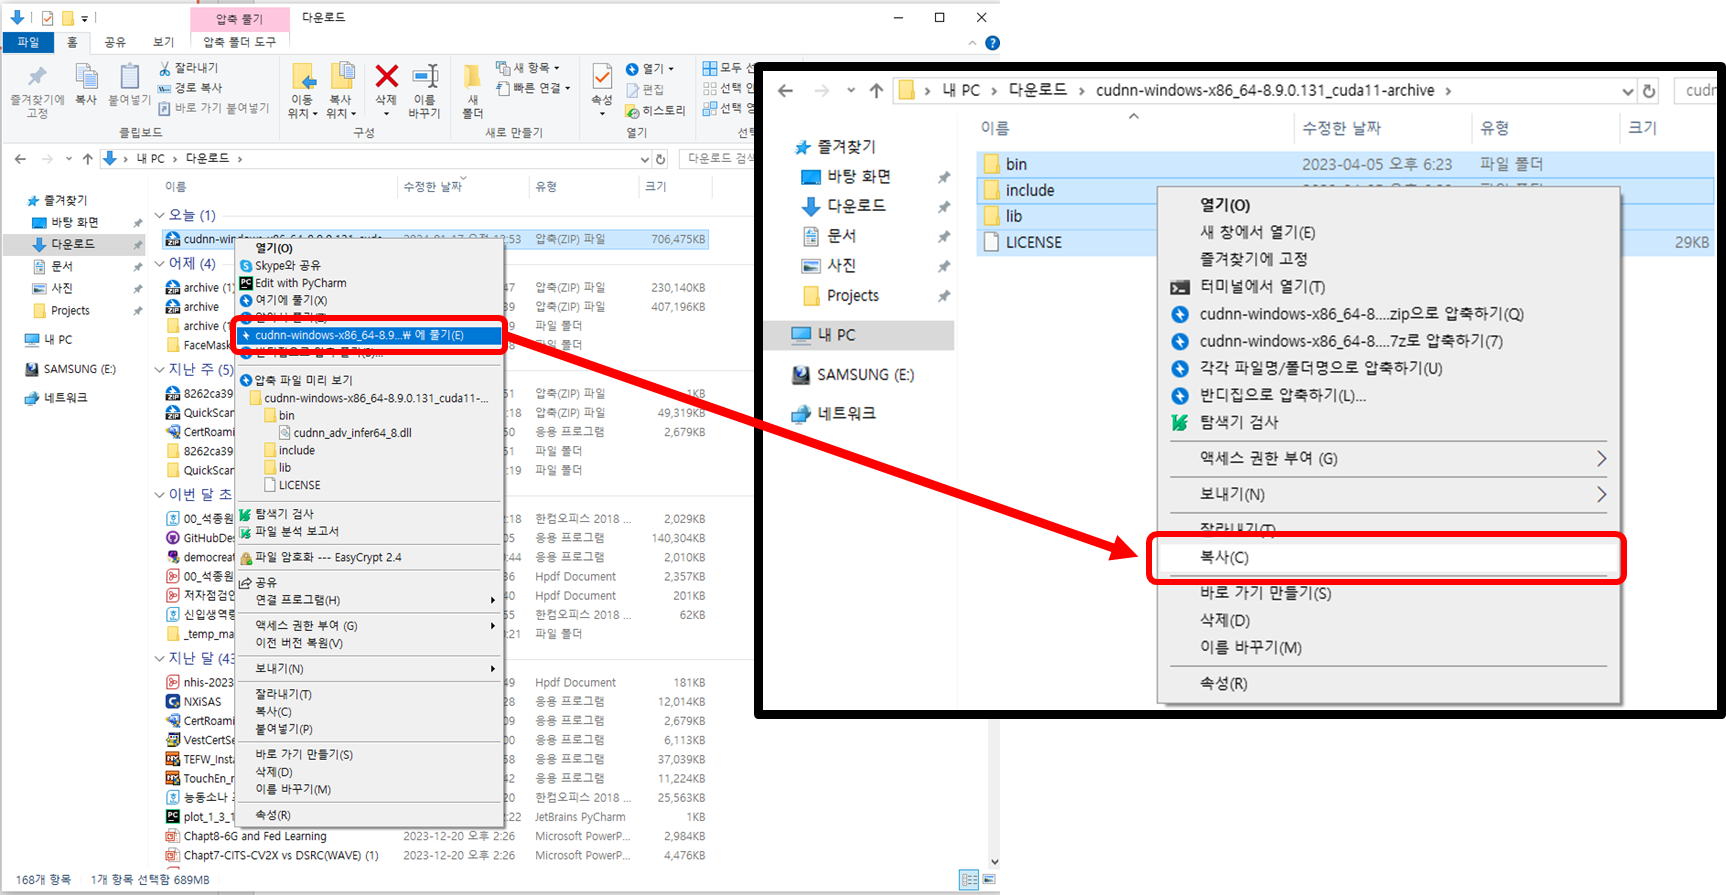 압축 풀기
다운로드
파일
홈
공유
보기
압축 폴더 도구
즐겨찾기에 고정
복사
붙여넣기
잘라내기
경로 복사
바로 가기 붙여넣기
클립보드
이동 위치
복사 위치
삭제
이름 바꾸기
구성
새 폴더
새 항목
빠른 연결
새로 만들기
속성
열기
편집
히스토리
열기
모두 선
선택 안
선택 영
선택
내 PC > 다운로드 >
다운로드 검색
이름
수정한 날짜
유형
크기
즐겨찾기
바탕 화면
다운로드
문서
사진
Projects
내 PC
SAMSUNG (E:)
네트워크
오늘 (1)
압축(ZIP) 파일 706,475KB
어제 (4)
archive (1) 47 압축(ZIP) 파일 230,140KB
archive 39 압축(ZIP) 파일 407,196KB
archive (1 파일 폴더
FaceMask 파일 폴더
지난 주 (5)
8262ca39 51 압축(ZIP) 파일 1KB
QuickScan :18 압축(ZIP) 파일 49,319KB
CertRoami 50 응용 프로그램 2,679KB
8262ca39 51 파일 폴더
QuickScan :19 파일 폴더
이번 달 초
00_석종원 2:18 한컴오피스 2018 ... 2,029KB
GitHubDes 05 응용 프로그램 140,304KB
democreat 0:44 응용 프로그램 2,010KB
00_석종원 36 Hpdf Document 2,357KB
저자점검인 40 Hpdf Document 201KB
신입생역량 55 한컴오피스 2018 ... 62KB
_temp_ma 0:21 파일 폴더
지난 달 (43
nhis-2023 49 Hpdf Document 181KB
NXiSAS 28 응용 프로그램 12,014KB
CertRoami 09 응용 프로그램 2,679KB
VestCertSe 00 응용 프로그램 6,113KB
TEFW_Insta 58 응용 프로그램 37,039KB
TouchEn_n 42 응용 프로그램 11,224KB
능동소나 20 한컴오피스 2018 ... 25,563KB
plot_1_3_1 2:22 JetBrains PyCharm 1KB
Chapt8-6G and Fed Learning 2023-12-20 오후 2:26 Microsoft PowerP... 2,984KB
Chapt7-CITS-CV2X vs DSRC(WAVE) (1) 2023-12-20 오후 2:26 Microsoft PowerP... 4,476KB
168개 항목 1개 항목 선택함 689MB
열기(O)
Skype와 공유
Edit with PyCharm
여기에 풀기(X)
cudnn-windows-x86_64-8.9...₩ 에 풀기(E)
압축 파일 미리 보기
cudnn-windows-x86_64-8.9.0.131_cuda11-...
bin
cudnn_adv_infer64_8.dll
include
lib
LICENSE
탐색기 검사
파일 분석 보고서
파일 암호화 --- EasyCrypt 2.4
공유
연결 프로그램(H)
액세스 권한 부여 (G)
이전 버전 복원(V)
보내기(N)
잘라내기(T)
복사(C)
붙여넣기(P)
바로 가기 만들기(S)
삭제(D)
이름 바꾸기(M)
속성(R)
내 PC > 다운로드 > cudnn-windows-x86_64-8.9.0.131_cuda11-archive >
cudn
이름
수정한 날짜
유형
크기
즐겨찾기
바탕 화면
다운로드
문서
사진
Projects
내 PC
SAMSUNG (E:)
네트워크
bin 2023-04-05 오후 6:23 파일 폴더
include
lib
LICENSE 29KB
열기(O)
새 창에서 열기(E)
즐겨찾기에 고정
터미널에서 열기(T)
cudnn-windows-x86_64-8....zip으로 압축하기(Q)
cudnn-windows-x86_64-8....7z로 압축하기(7)
각각 파일명/폴더명으로 압축하기(U)
반디집으로 압축하기(L)...
탐색기 검사
액세스 권한 부여 (G)
보내기(N)
잘라내기(T)
복사(C)
바로 가기 만들기(S)
삭제(D)
이름 바꾸기(M)
속성(R)